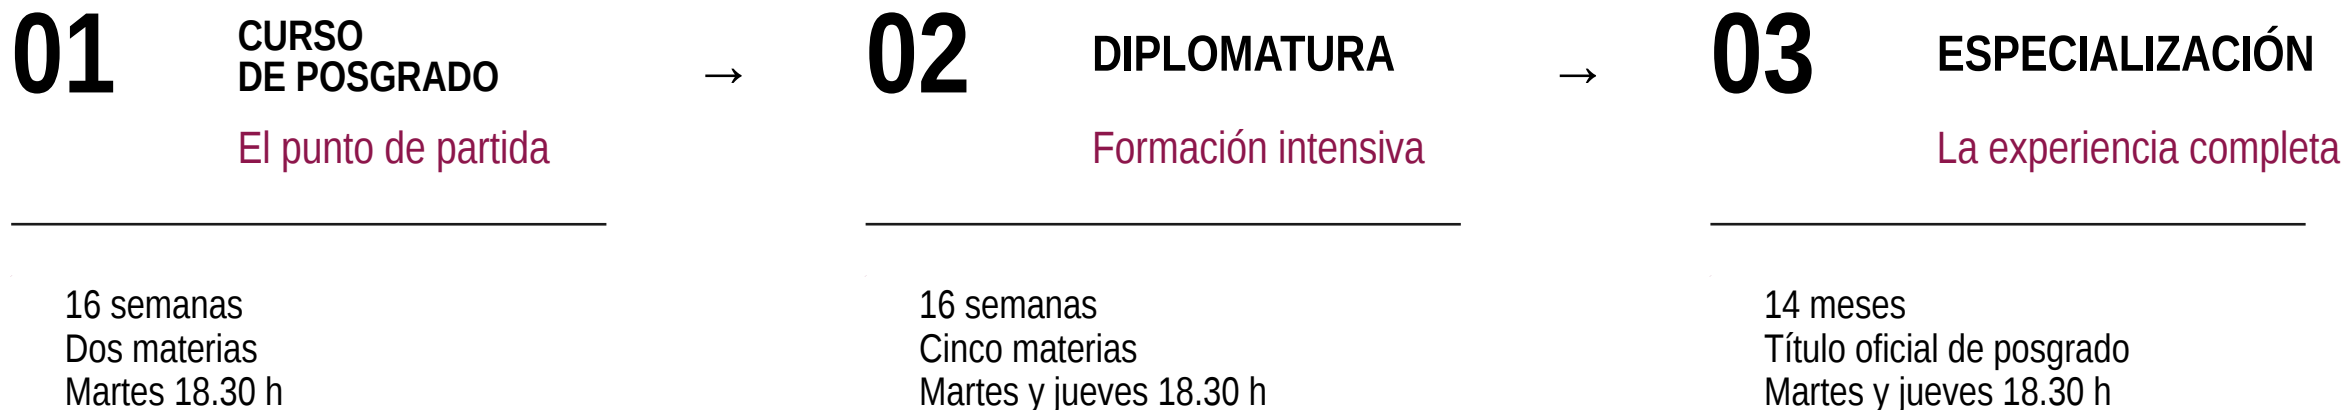 01
CURSO
DE POSGRADO
El punto de partida
16 semanas
Dos materias
Martes 18.30 h
→
02
DIPLOMATURA
Formación intensiva
16 semanas
Cinco materias
Martes y jueves 18.30 h
→
03
ESPECIALIZACIÓN
La experiencia completa
14 meses
Título oficial de posgrado
Martes y jueves 18.30 h